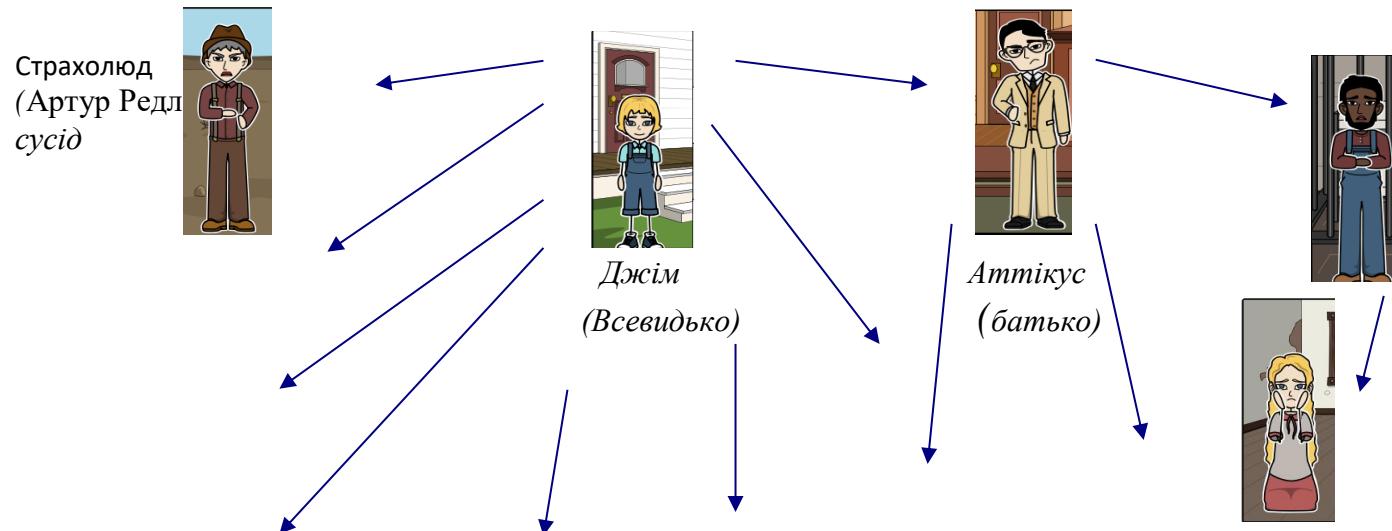 Страхолюд
(Артур Редл
сусід
Джім
(Всевидько)
Аттікус
(батько)